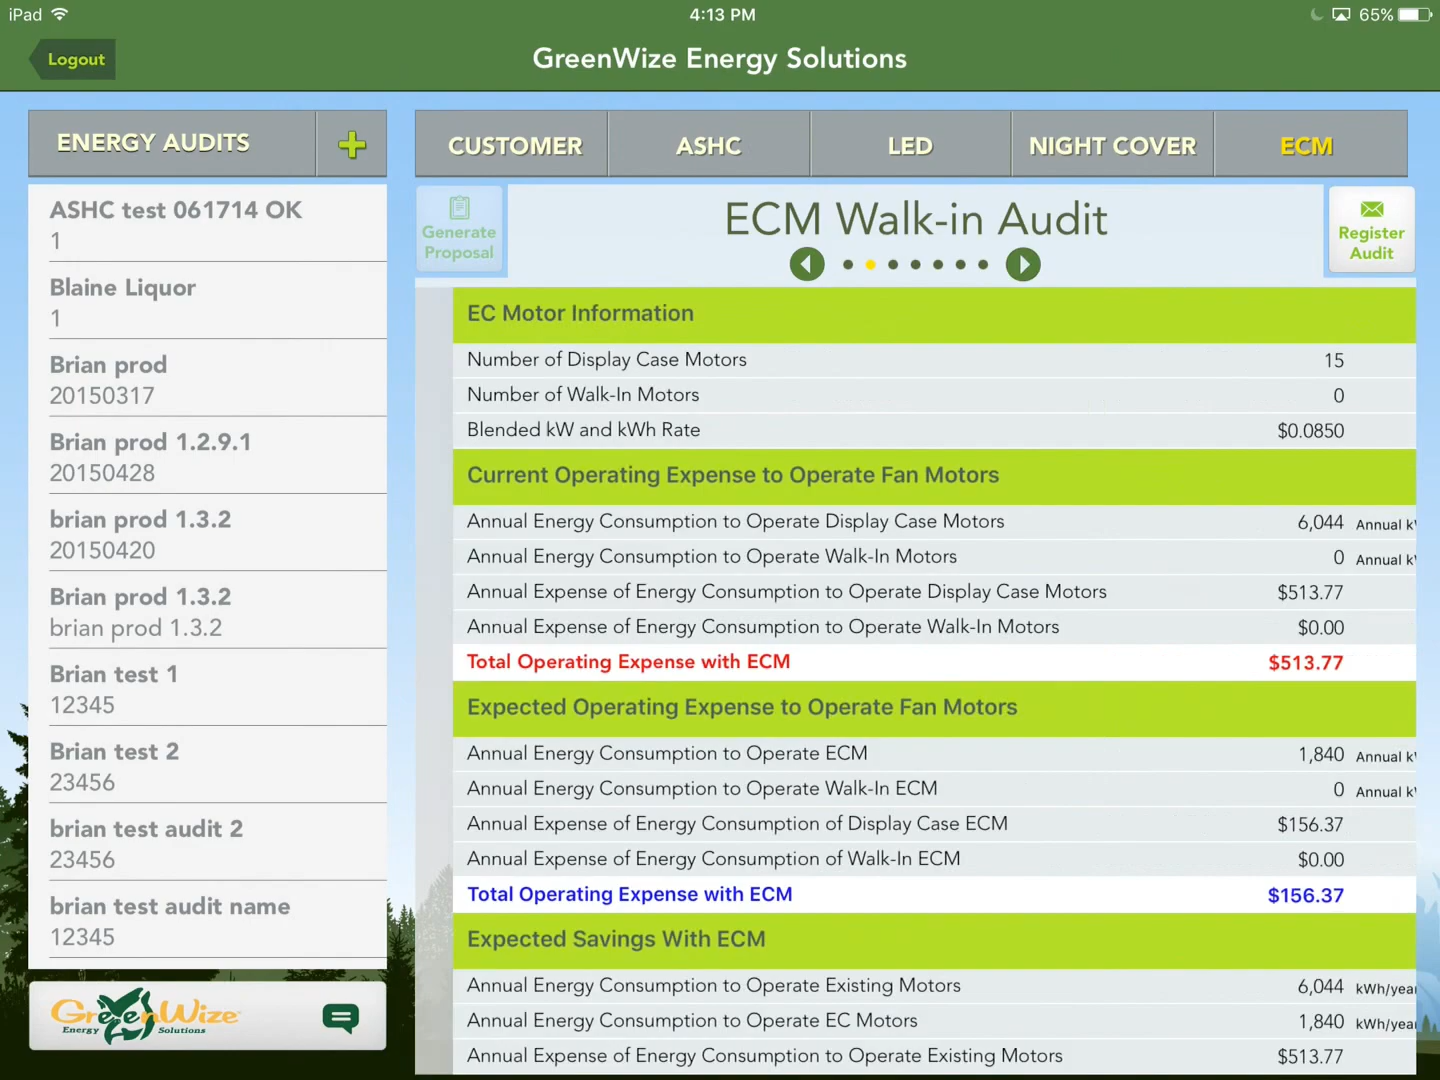 iPad
4:13 PM
65%
Logout
GreenWize Energy Solutions
ENERGY AUDITS
CUSTOMER
ASHC
LED
NIGHT COVER
ECM
ASHC test 061714 OK
1
Blaine Liquor
1
Brian prod
20150317
Brian prod 1.2.9.1
20150428
brian prod 1.3.2
20150420
Brian prod 1.3.2
brian prod 1.3.2
Brian test 1
12345
Brian test 2
23456
brian test audit 2
23456
brian test audit name
12345
GreenWize
Energy Solutions
Generate
Proposal
ECM Walk-in Audit
Register
Audit
EC Motor Information
Number of Display Case Motors 15
Number of Walk-In Motors 0
Blended kW and kWh Rate $0.0850
Current Operating Expense to Operate Fan Motors
Annual Energy Consumption to Operate Display Case Motors 6,044 Annual
Annual Energy Consumption to Operate Walk-In Motors 0 Annual
Annual Expense of Energy Consumption to Operate Display Case Motors $513.77
Annual Expense of Energy Consumption to Operate Walk-In Motors $0.00
Total Operating Expense with ECM $513.77
Expected Operating Expense to Operate Fan Motors
Annual Energy Consumption to Operate ECM 1,840 Annual
Annual Energy Consumption to Operate Walk-In ECM 0 Annual
Annual Expense of Energy Consumption of Display Case ECM $156.37
Annual Expense of Energy Consumption of Walk-In ECM $0.00
Total Operating Expense with ECM $156.37
Expected Savings With ECM
Annual Energy Consumption to Operate Existing Motors 6,044 kWh/year
Annual Energy Consumption to Operate EC Motors 1,840 kWh/year
Annual Expense of Energy Consumption to Operate Existing Motors $513.77